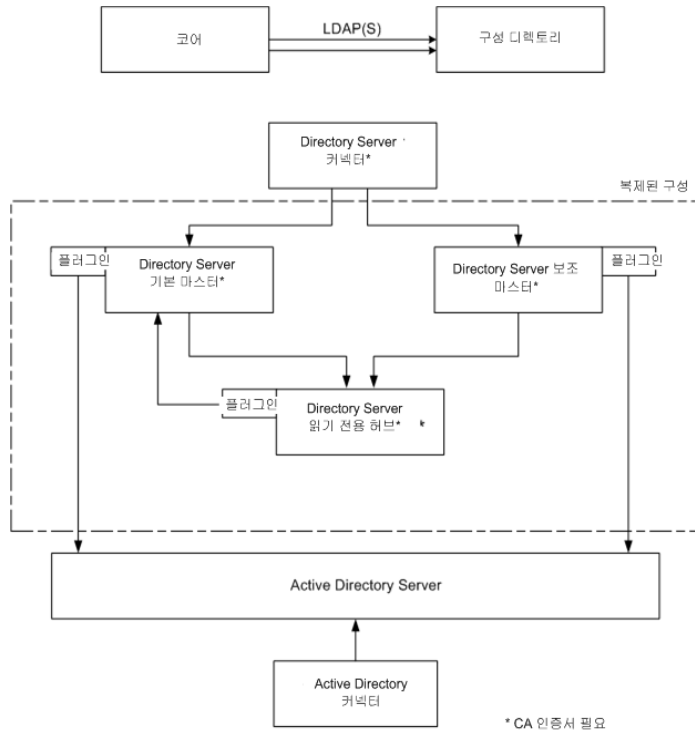 코어
LDAP(S)
구성 디렉토리
Directory Server
커넥터*
복제된 구성
플러그인
Directory Server
기본 마스터*
Directory Server 보조
마스터*
플러그인
플러그인
Directory Server
읽기 전용 허브*
Active Directory Server
Active Directory
커넥터
* CA 인증서 필요